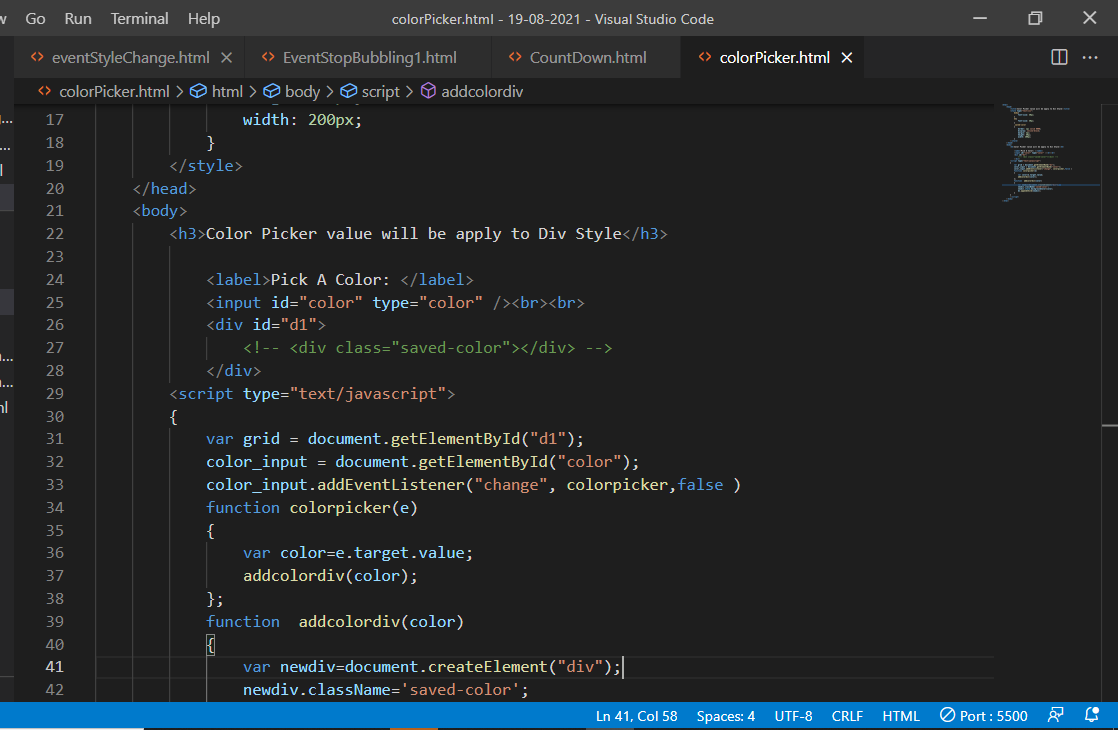 Go Run Terminal Help colorPicker.html - 19-08-2021 - Visual Studio Code
eventStyleChange.html EventStopBubbling1.html CountDown.html colorPicker.html
colorPicker.html > html > body > script > addcolordiv
17 width: 200px;
18 }
19 </style>
20 </head>
21 <body>
22 <h3>Color Picker value will be apply to Div Style</h3>
23
24 <label>Pick A Color: </label>
25 <input id="color" type="color" /><br><br>
26 <div id="d1">
27 <!-- <div class="saved-color"></div> -->
28 </div>
29 <script type="text/javascript">
30 {
31 var grid = document.getElementById("d1");
32 color_input = document.getElementById("color");
33 color_input.addEventListener("change", colorpicker,false )
34 function colorpicker(e)
35 {
36 var color=e.target.value;
37 addcolordiv(color);
38 };
39 function  addcolordiv(color)
40 {
41 var newdiv=document.createElement("div");
42 newdiv.className='saved-color';
Ln 41, Col 58 Spaces: 4 UTF-8 CRLF HTML Port : 5500